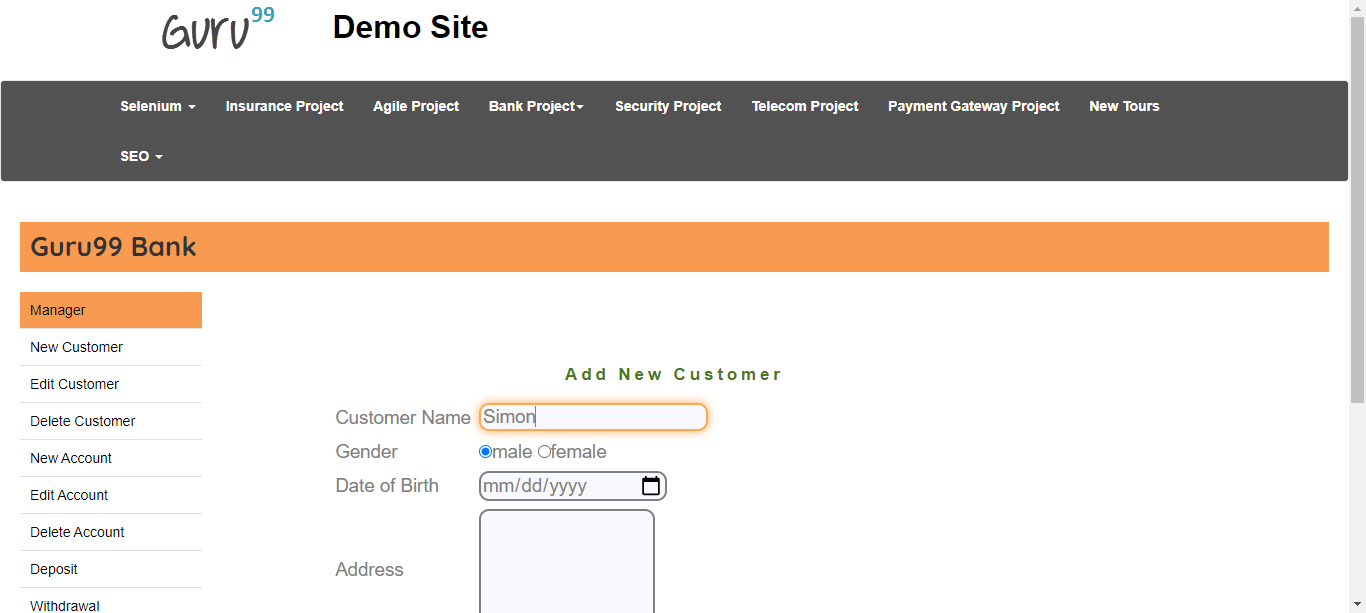 Guru99 Demo Site
Selenium Insurance Project Agile Project Bank Project Security Project Telecom Project Payment Gateway Project New Tours
SEO
Guru99 Bank
Manager
New Customer
Edit Customer
Delete Customer
New Account
Edit Account
Delete Account
Deposit
Withdrawal
Add New Customer
Customer Name Simon
Gender male female
Date of Birth mm/dd/yyyy
Address